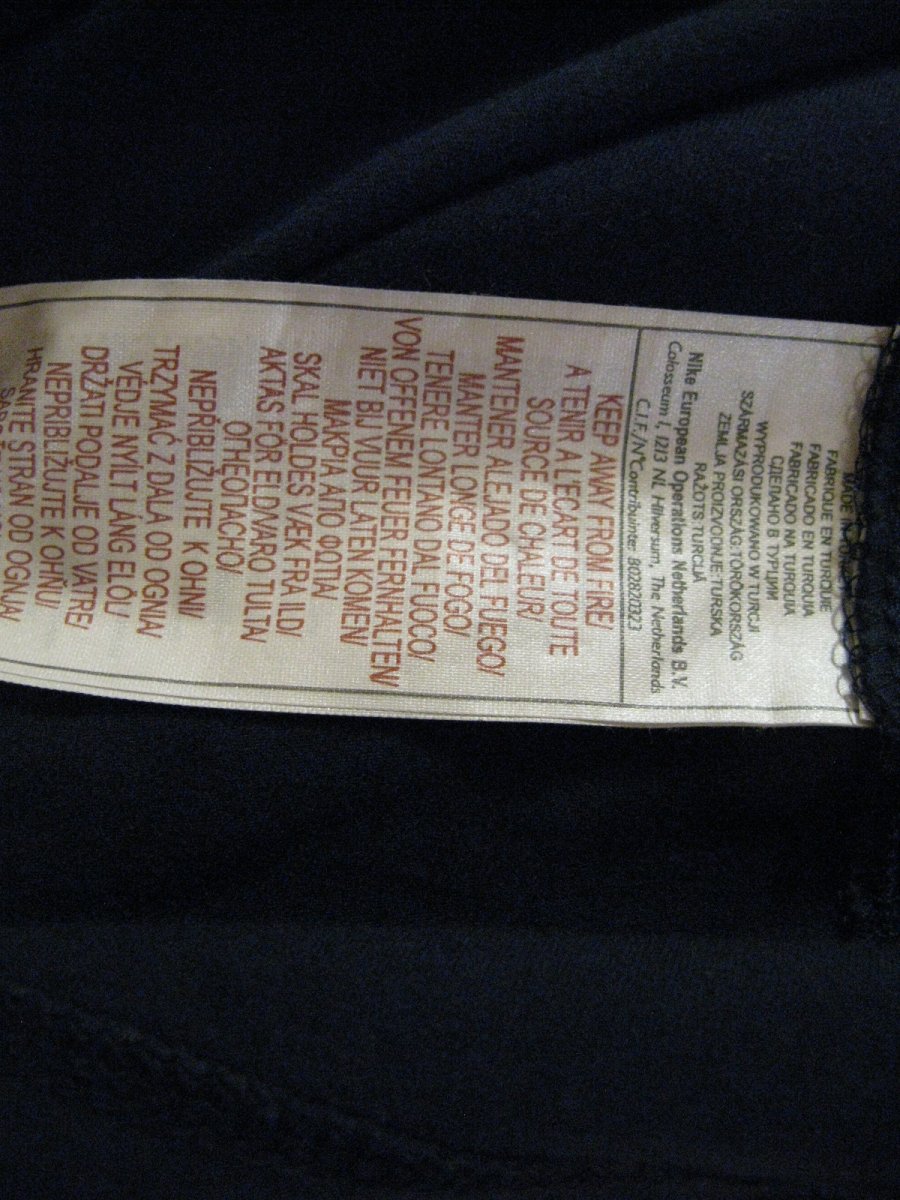 MADE IN
FABRIQUE EN TURQUIE
FABRICADO EN TURQUIA
FABRICADO NA TURQUIA
СДЕЛАНО В ТУРЦИИ
WYPRODUKOWANO W TURCJI
SZÁRMAZÁSI ORSZÁG TÖRÖKORSZÁG
ZEMLJA PROIZVODNJE:TURSKA
RAŽOTS:TURCIJĀ
Nike European Operations Netherlands B.V.
Colosseum 1, 1213 NL Hilversum, The Netherlands
C.I.F./N°Contribuinte: 80282O323
KEEP AWAY FROM FIRE/
A TENIR A L'ECART DE TOUTE
SOURCE DE CHALEUR/
MANTENER ALEJADO DEL FUEGO/
MANTER LONGE DE FOGO/
TENERE LONTANO DAL FUOCO/
VON OFFENEM FEUER FERNHALTEN/
NIET BIJ VUUR LATEN KOMEN/
ΜΑΚΡΙΑ ΑΠΟ ΦΩΤΙΑ/
SKAL HOLDES VÆK FRA ILD/
AKTAS FÖR ELDVARO TULTA/
ОТНЕОПАСНО/
NEPŘIBLIŽUJTE K OHNI/
TRZYMAĆ Z DALA OD OGNIA/
VÉDJE NYÍLT LANG ELŐL/
DRŽATI PODALJE OD VATRE/
NEPRIBLIŽUJTE K OHŇU/
HRANITE STRAN OD OGNJA/